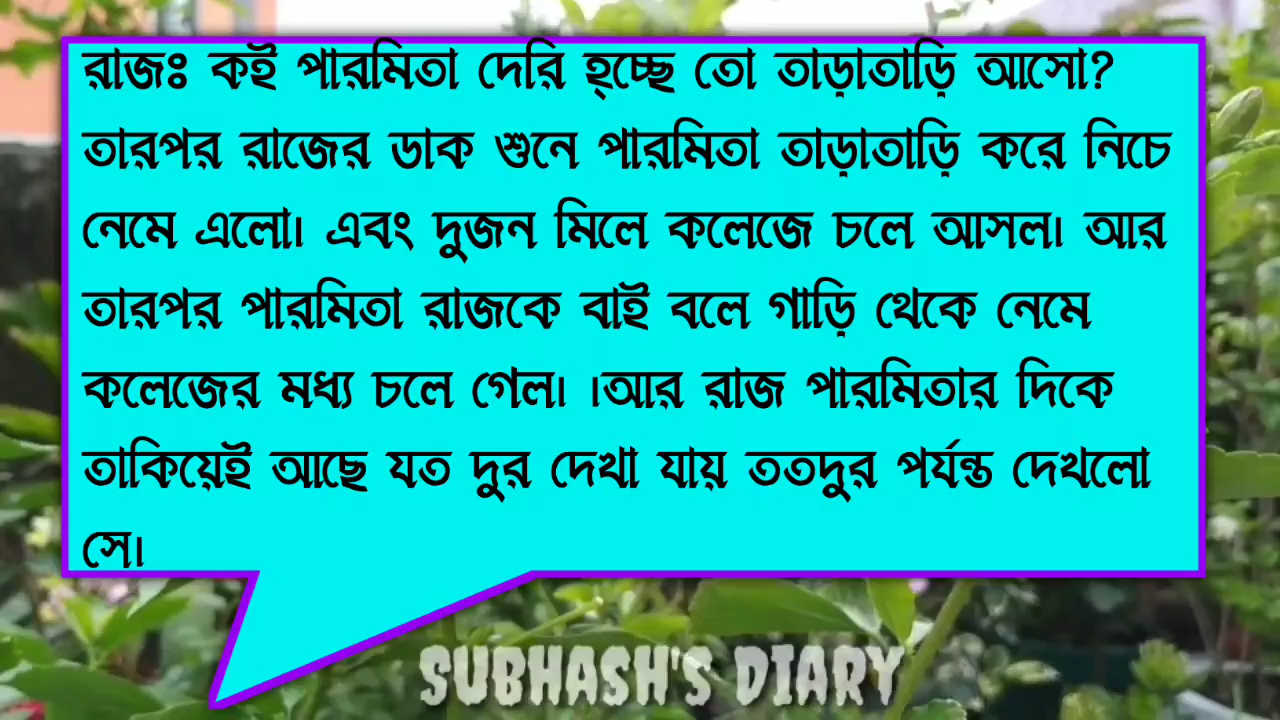 রাজঃ কই পারমিতা দেরি হ্চ্ছে তো তাড়াতাড়ি আসো?
তারপর রাজের ডাক শুনে পারমিতা তাড়াতাড়ি করে নিচে
নেমে এলো। এবং দুজন মিলে কলেজে চলে আসল। আর
তারপর পারমিতা রাজকে বাই বলে গাড়ি থেকে নেমে
কলেজের মধ্য চলে গেল। ।আর রাজ পারমিতার দিকে
তাকিয়েই আছে যত দুর দেখা যায় ততদুর পর্যন্ত দেখলো
সে।
SUBHASH'S DIARY